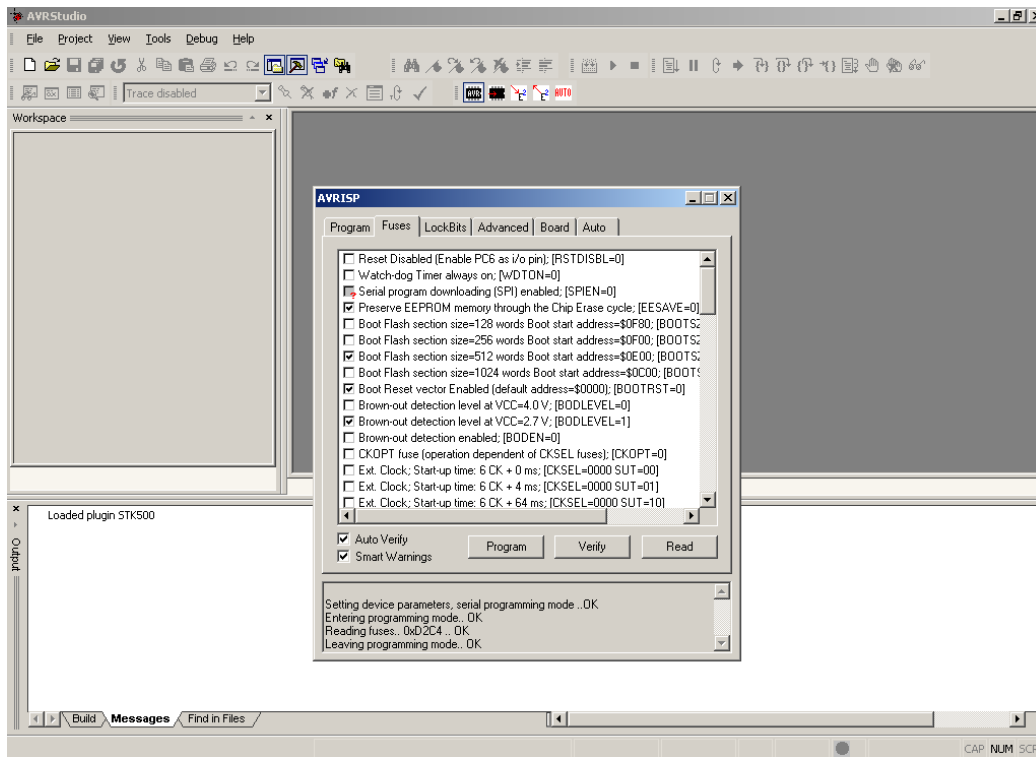 AVRStudio
File Project View Tools Debug Help
Trace disabled
AVR
AUTO
Workspace
AVRISP
Program Fuses LockBits Advanced Board Auto
Reset Disabled (Enable PC6 as i/o pin); [RSTDISBL=0]
Watch-dog Timer always on; [WDTON=0]
Serial program downloading (SPI) enabled; [SPIEN=0]
Preserve EEPROM memory through the Chip Erase cycle; [EESAVE=0]
Boot Flash section size=128 words Boot start address=$0F80; [BOOTSZ
Boot Flash section size=256 words Boot start address=$0F00; [BOOTSZ
Boot Flash section size=512 words Boot start address=$0E00; [BOOTSZ
Boot Flash section size=1024 words Boot start address=$0C00; [BOOTS
Boot Reset vector Enabled (default address=$0000); [BOOTRST=0]
Brown-out detection level at VCC=4.0 V; [BODLEVEL=0]
Brown-out detection level at VCC=2.7 V; [BODLEVEL=1]
Brown-out detection enabled; [BODEN=0]
CKOPT fuse (operation dependent of CKSEL fuses); [CKOPT=0]
Ext. Clock; Start-up time: 6 CK + 0 ms; [CKSEL=0000 SUT=00]
Ext. Clock; Start-up time: 6 CK + 4 ms; [CKSEL=0000 SUT=01]
Ext. Clock; Start-up time: 6 CK + 64 ms; [CKSEL=0000 SUT=10]
Auto Verify
Smart Warnings
Program Verify Read
Setting device parameters, serial programming mode ..OK
Entering programming mode.. OK
Reading fuses.. 0xD2C4 .. OK
Leaving programming mode.. OK
Output
Loaded plugin STK500
Build Messages Find in Files
CAP NUM SCR